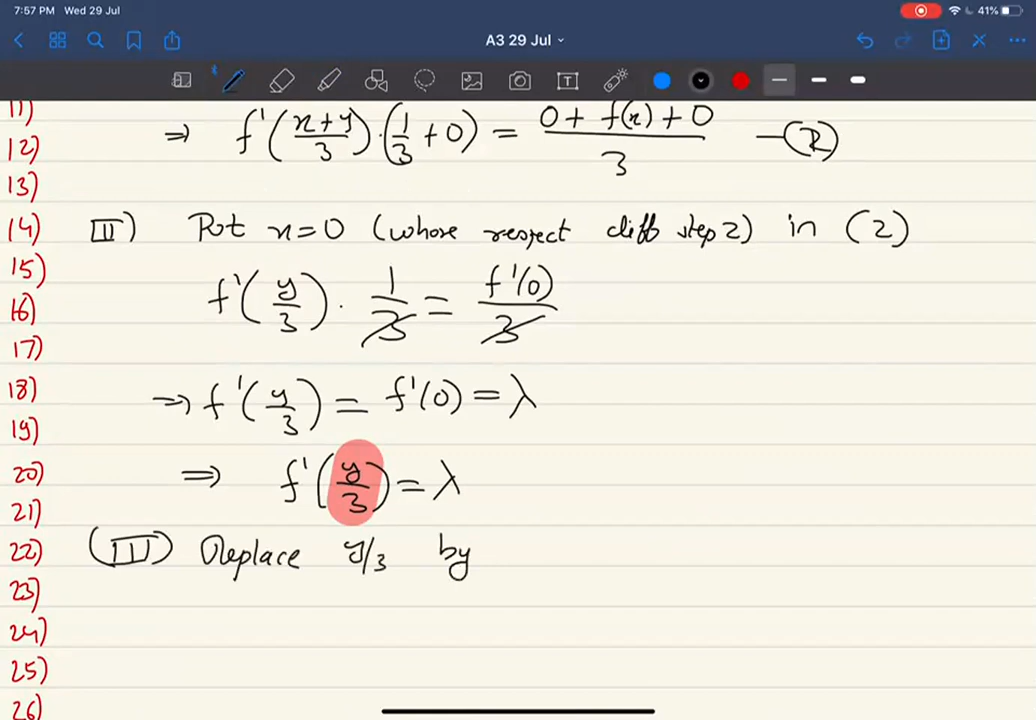 7:57 PM Wed 29 Jul
41%
A3 29 Jul
11)
12) ⇒ f'((x+y)/3)·(1/3 + 0) = (0 + f(x) + 0)/3 —(2)
13)
14) II) Put x=0 (whose respect diff step 2) in (2)
15)
16) f'(y/3) · 1/3 = f'(0)/3
17)
18) ⇒ f'(y/3) = f'(0) = λ
19)
20) ⇒ f'(y/3) = λ
21)
22) (III) Replace y/3 by
23)
24)
25)
26)